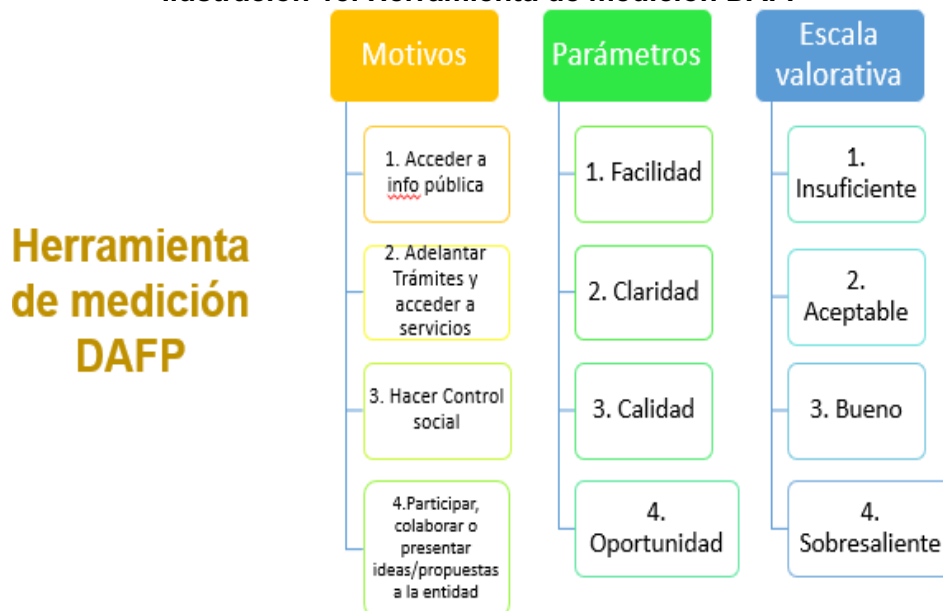 Herramienta
de medición
DAFP
Motivos
1. Acceder a
info pública
2. Adelantar
Trámites y
acceder a
servicios
3. Hacer Control
social
4.Participar,
colaborar o
presentar
ideas/propuestas
a la entidad
Parámetros
1. Facilidad
2. Claridad
3. Calidad
4.
Oportunidad
Escala
valorativa
1.
Insuficiente
2.
Aceptable
3. Bueno
4.
Sobresaliente